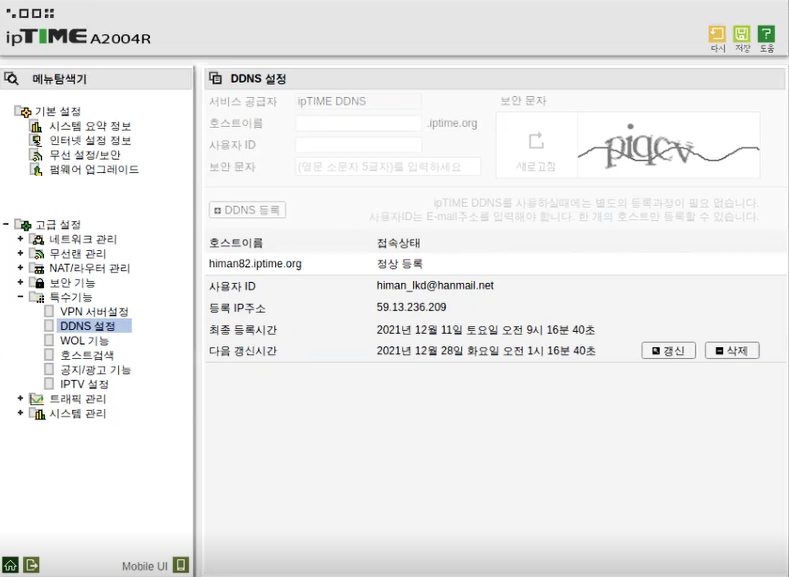 ipTIME A2004R
다시 저장 도움
메뉴탐색기
기본 설정
시스템 요약 정보
인터넷 설정 정보
무선 설정/보안
펌웨어 업그레이드
고급 설정
네트워크 관리
무선랜 관리
NAT/라우터 관리
보안 기능
특수기능
VPN 서버설정
DDNS 설정
WOL 기능
호스트검색
공지/광고 기능
IPTV 설정
트래픽 관리
시스템 관리
Mobile UI
DDNS 설정
서비스 공급자 ipTIME DDNS
호스트이름 .iptime.org
사용자 ID
보안 문자 (영문 소문자 5글자)를 입력하세요
보안 문자
새로고침
piqcv
DDNS 등록
ipTIME DDNS를 사용하실때에는 별도의 등록과정이 필요 없습니다.
사용자ID는 E-mail주소를 입력해야 합니다. 한 개의 호스트만 등록할 수 있습니다.
호스트이름 접속상태
himan82.iptime.org 정상 등록
사용자 ID himan_lkd@hanmail.net
등록 IP주소 59.13.236.209
최종 등록시간 2021년 12월 11일 토요일 오전 9시 16분 40초
다음 갱신시간 2021년 12월 28일 화요일 오전 1시 16분 40초 갱신 삭제